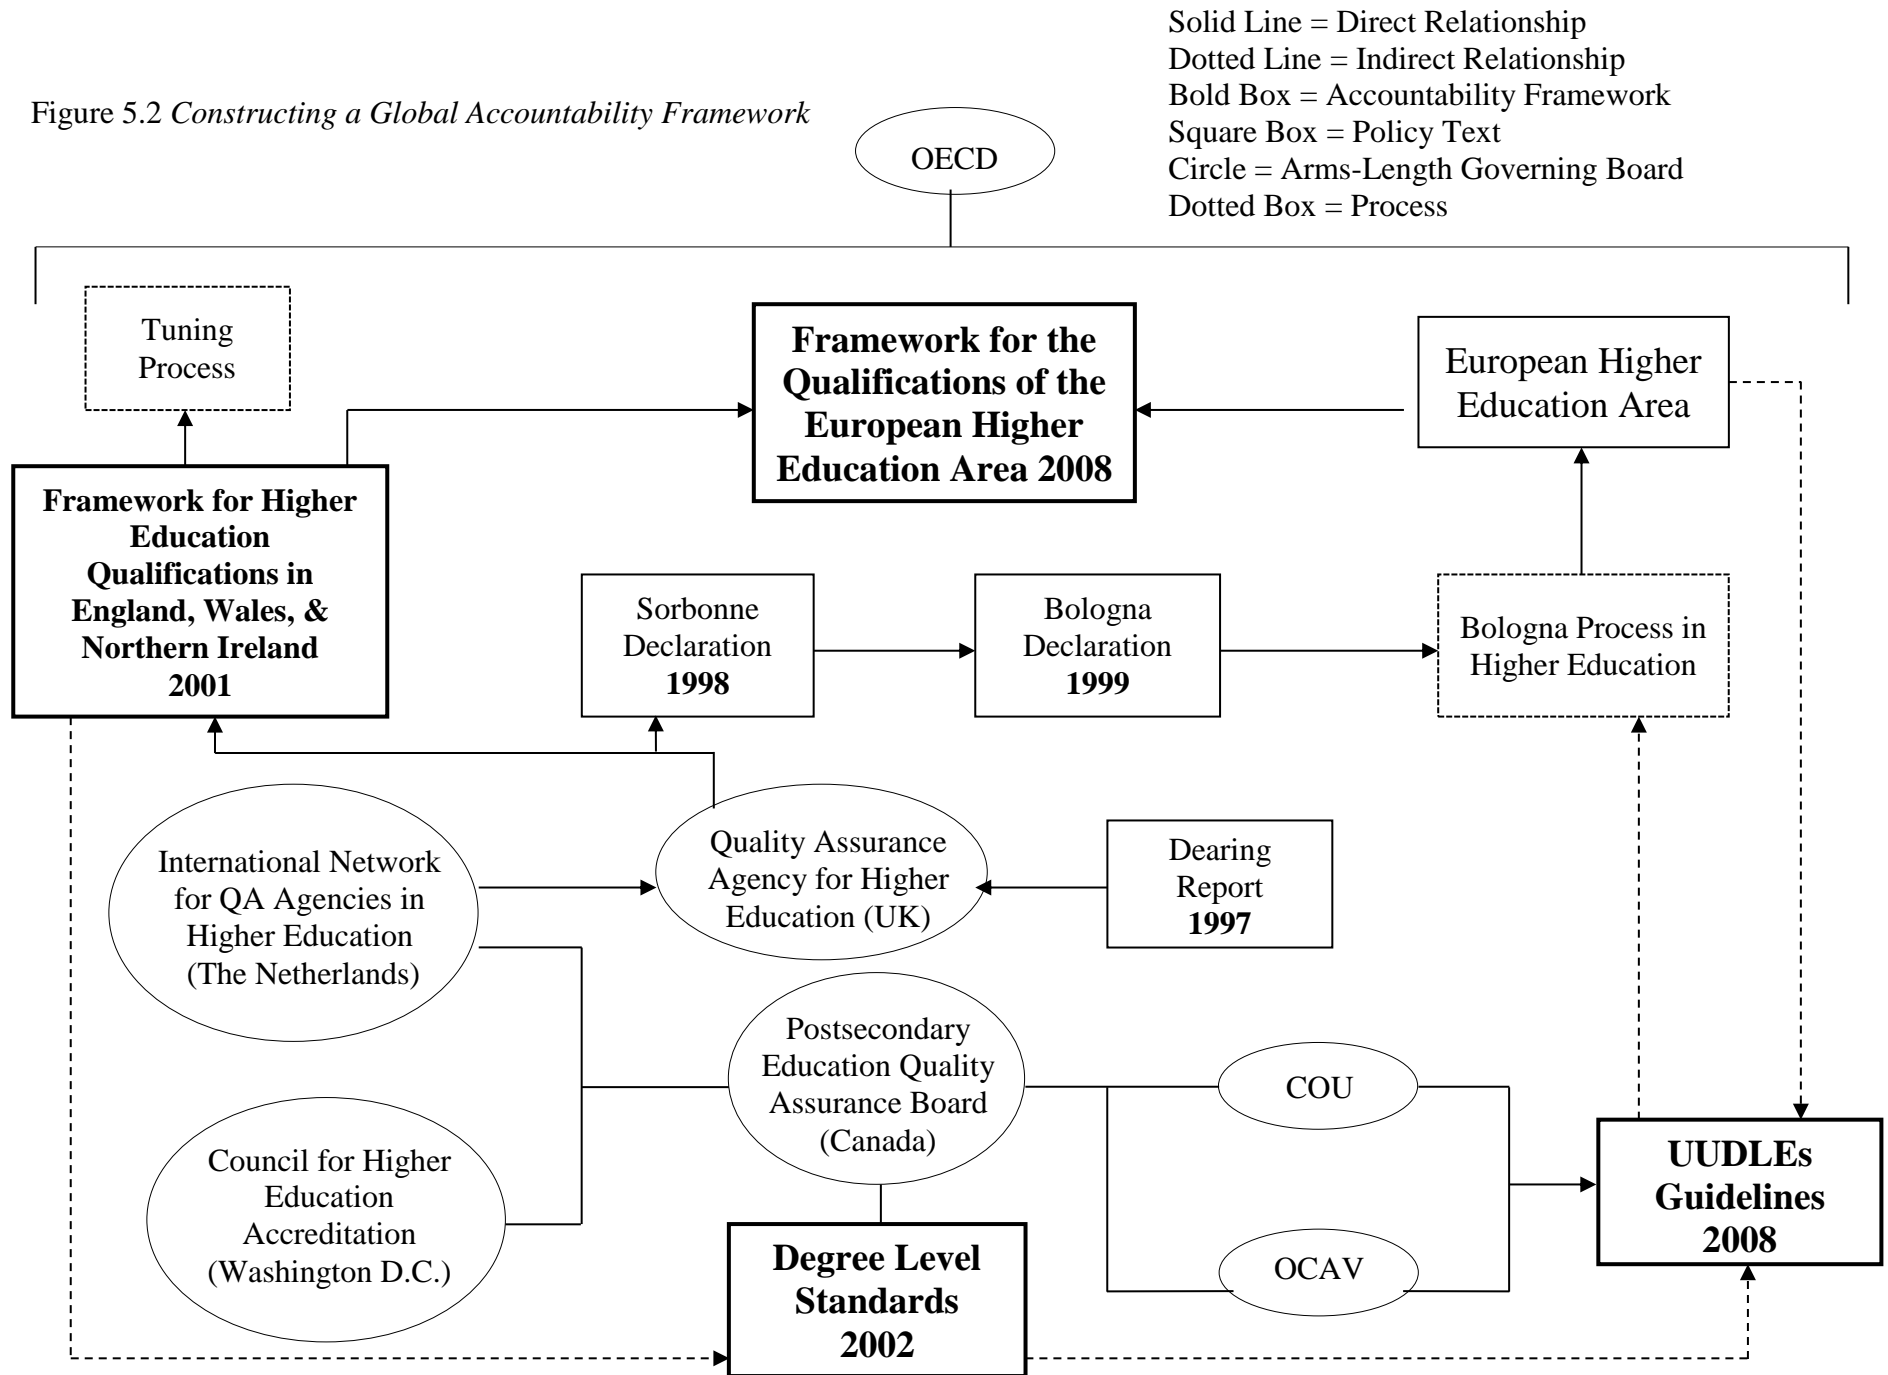 Solid Line = Direct Relationship
Dotted Line = Indirect Relationship
Bold Box = Accountability Framework
Square Box = Policy Text
Circle = Arms-Length Governing Board
Dotted Box = Process
Figure 5.2 Constructing a Global Accountability Framework
OECD
Tuning
Process
Framework for the
Qualifications of the
European Higher
Education Area 2008
European Higher
Education Area
Framework for Higher
Education
Qualifications in
England, Wales, &
Northern Ireland
2001
Sorbonne
Declaration
1998
Bologna
Declaration
1999
Bologna Process in
Higher Education
International Network
for QA Agencies in
Higher Education
(The Netherlands)
Quality Assurance
Agency for Higher
Education (UK)
Dearing
Report
1997
Postsecondary
Education Quality
Assurance Board
(Canada)
COU
Council for Higher
Education
Accreditation
(Washington D.C.)
Degree Level
Standards
2002
OCAV
UUDLEs
Guidelines
2008